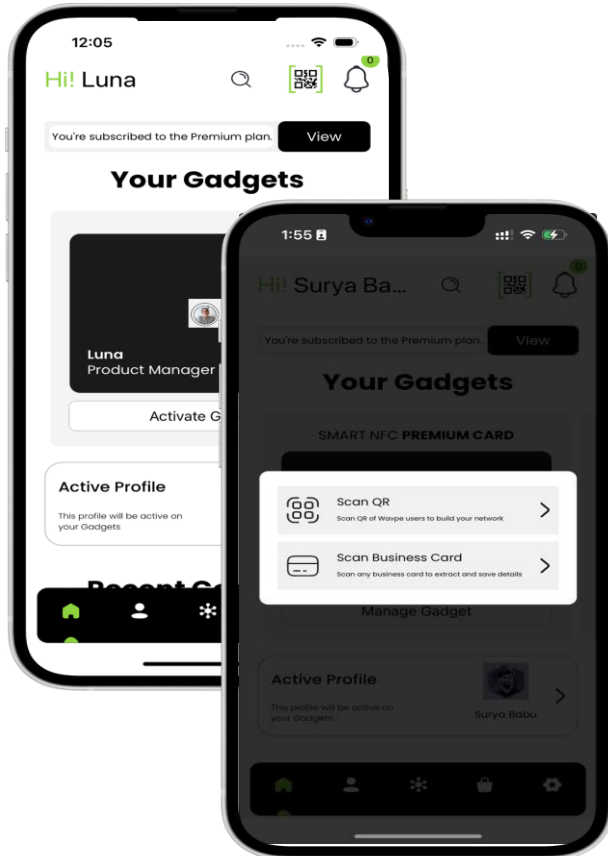 12:05
Hi! Luna
0
You're subscribed to the Premium plan.
View
Your Gadgets
Luna
Product Manager
Activate G
Active Profile
This profile will be active on
your Gadgets
1:55
Hi! Surya Ba...
0
You're subscribed to the Premium plan.
View
Your Gadgets
SMART NFC PREMIUM CARD
Scan QR
Scan QR of Wavpe users to build your network
Scan Business Card
Scan any business card to extract and save details
Manage Gadget
Active Profile
This profile will be active on
your Gadgets
Surya Babu